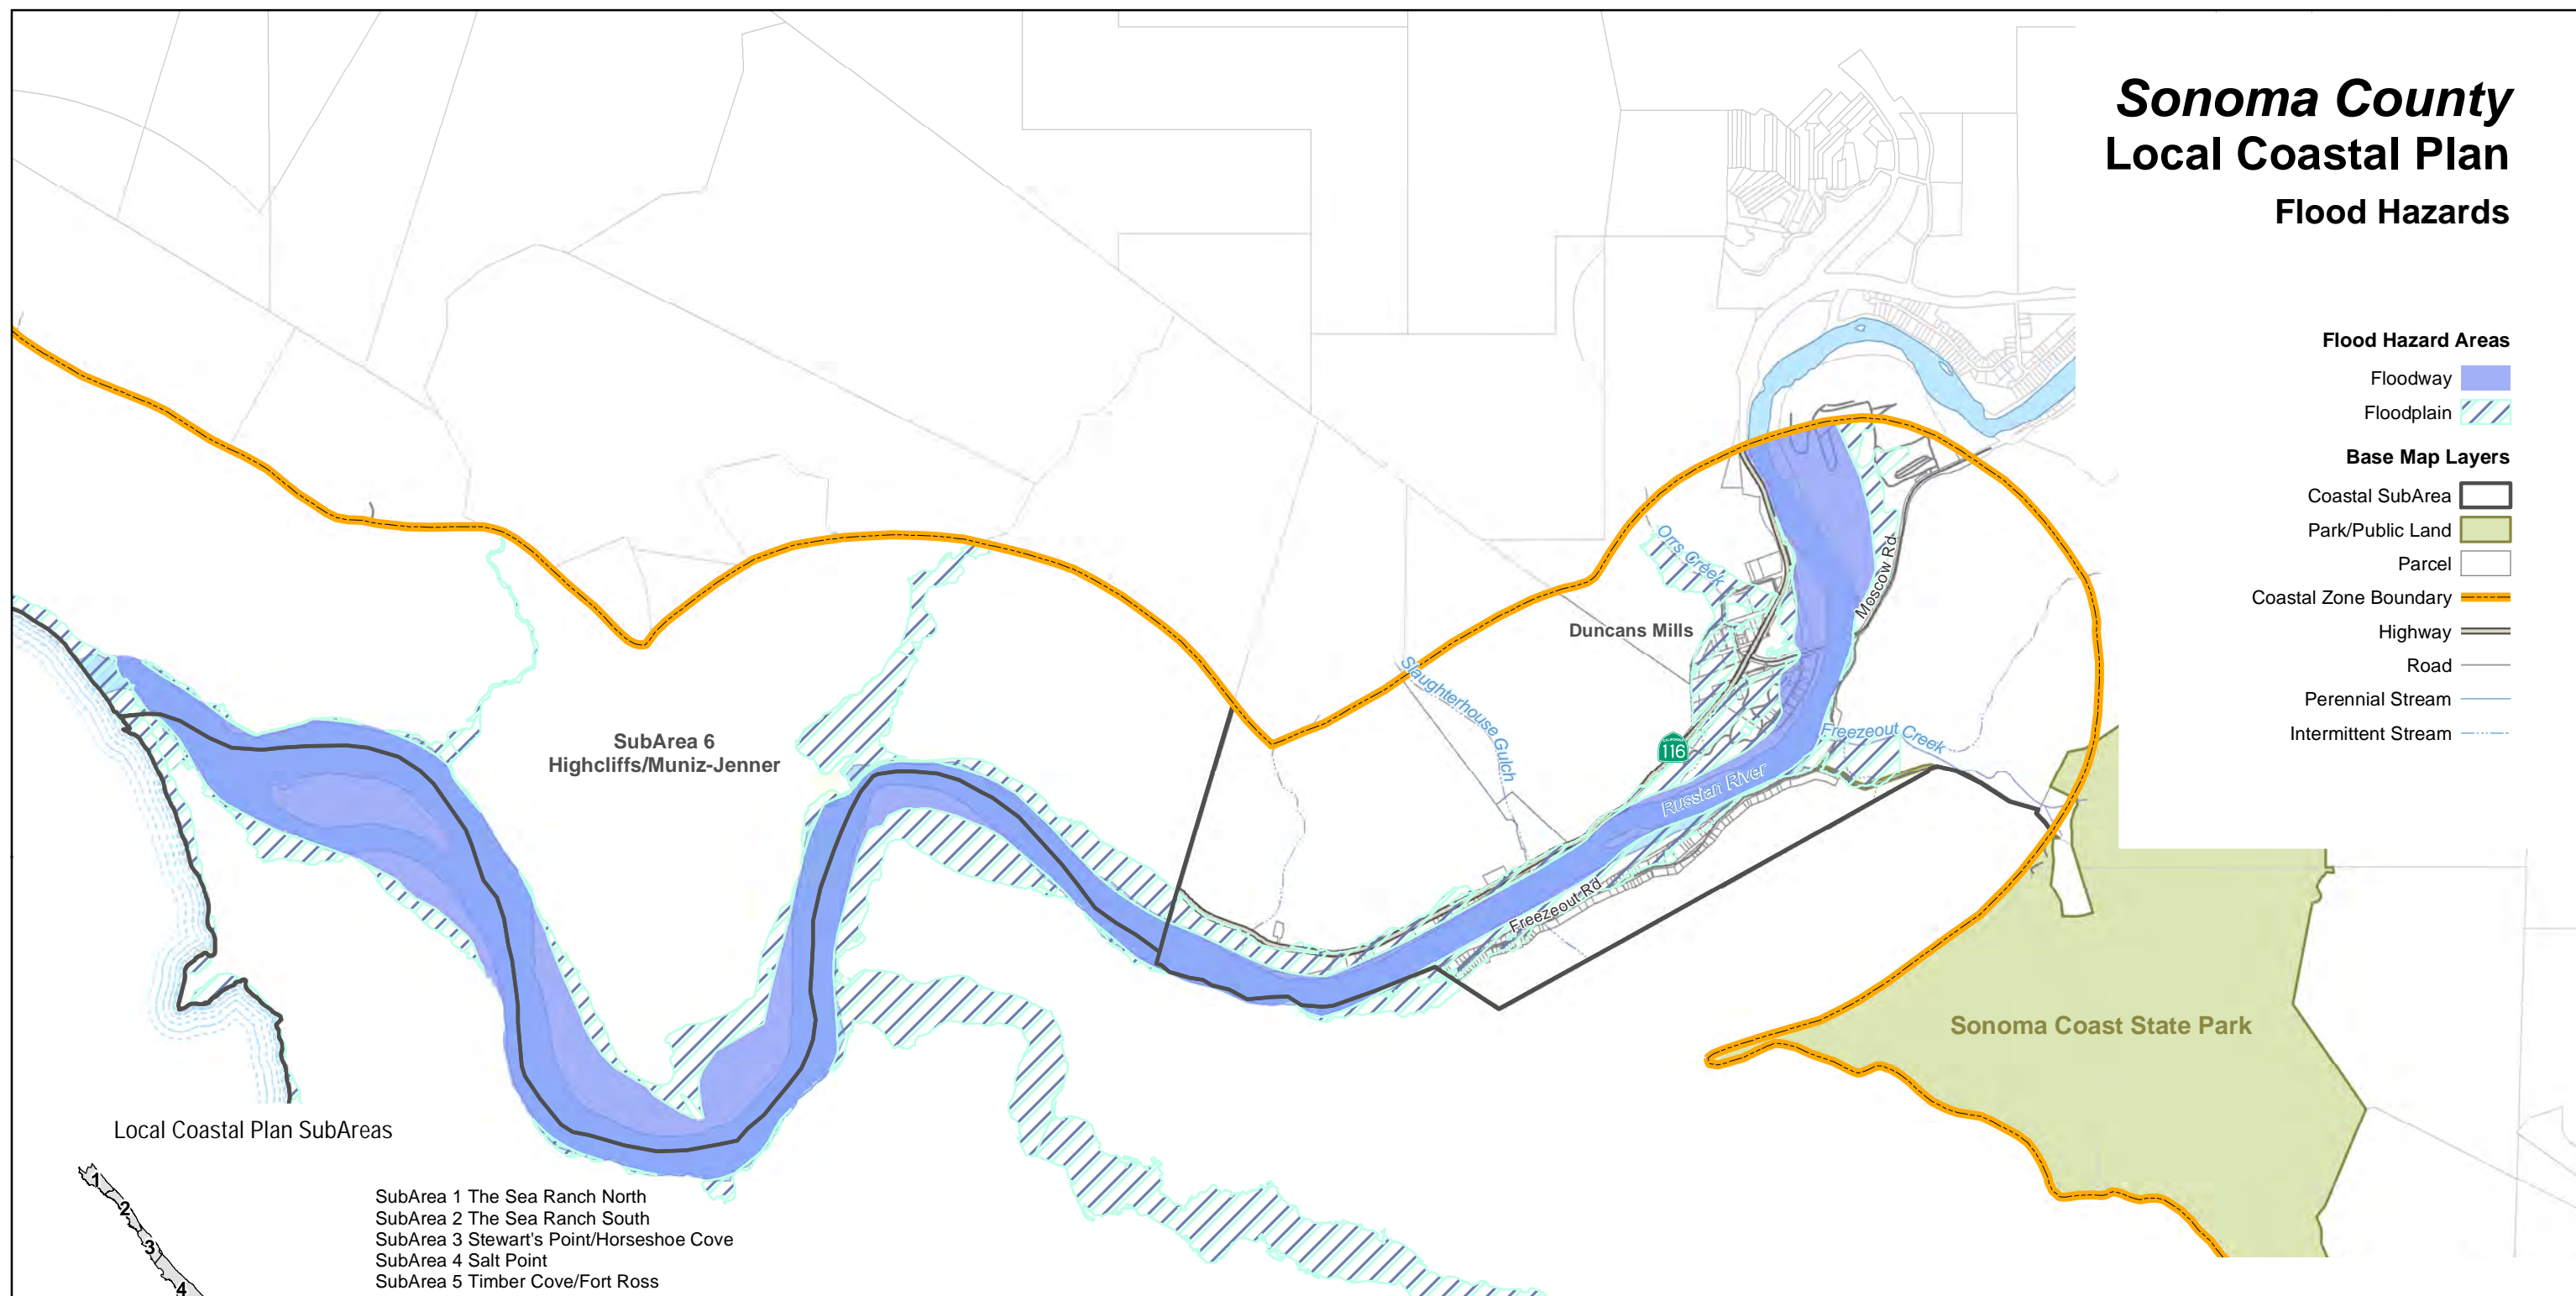 Sonoma County
Local Coastal Plan
Flood Hazards
Flood Hazard Areas
Floodway
Floodplain
Base Map Layers
Coastal SubArea
Park/Public Land
Parcel
Coastal Zone Boundary
Highway
Road
Perennial Stream
Intermittent Stream
Orrs Creek
Moscow Rd
Duncans Mills
Slaughterhouse Gulch
Freezeout Creek
116
Russian River
SubArea 6
Highcliffs/Muniz-Jenner
Freezeout Rd
Sonoma Coast State Park
Local Coastal Plan SubAreas
1
2
3
4
SubArea 1 The Sea Ranch North
SubArea 2 The Sea Ranch South
SubArea 3 Stewart's Point/Horseshoe Cove
SubArea 4 Salt Point
SubArea 5 Timber Cove/Fort Ross